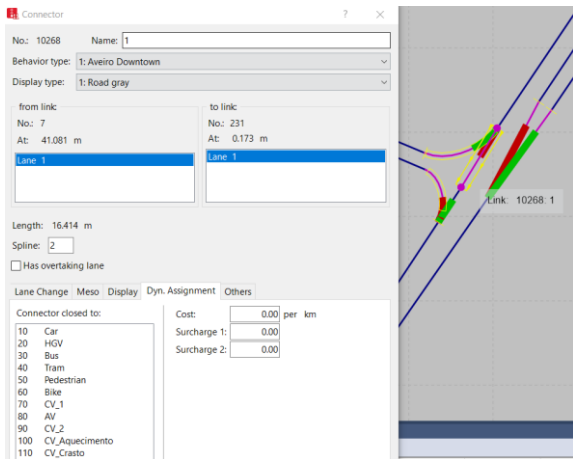 Connector ? ×
No.: 10268 Name: 1
Behavior type: 1: Aveiro Downtown
Display type: 1: Road gray
from link: to link:
No.: 7 No.: 231
At: 41.081 m At: 0.173 m
Lane 1 Lane 1
Link: 10268: 1
Length: 16.414 m
Spline: 2
Has overtaking lane
Lane Change Meso Display Dyn. Assignment Others
Connector closed to: Cost: 0.00 per km
10 Car Surcharge 1: 0.00
20 HGV
30 Bus Surcharge 2: 0.00
40 Tram
50 Pedestrian
60 Bike
70 CV_1
80 AV
90 CV_2
100 CV_Aquecimento
110 CV_Crasto